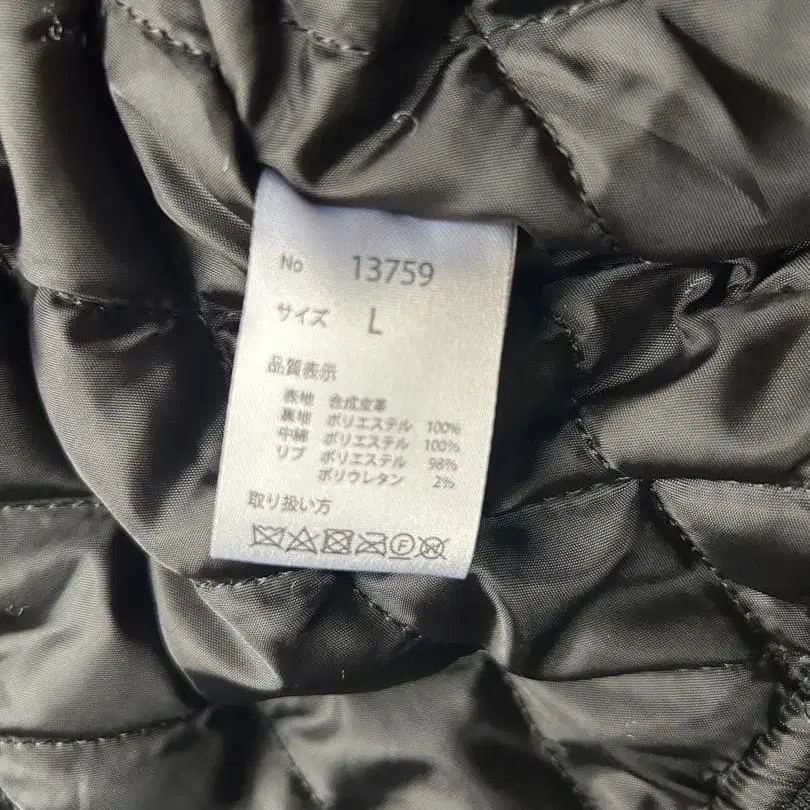 No 13759
サイズ L
品質表示
表地 合成皮革
裏地 ポリエステル 100%
中綿 ポリエステル 100%
リブ ポリエステル 98%
ポリウレタン 2%
取り扱い方